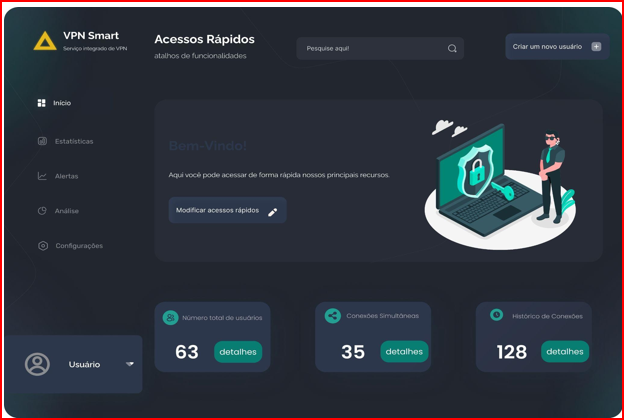 VPN Smart
Serviço integrado de VPN
Acessos Rápidos
atalhos de funcionalidades
Pesquise aqui!
Criar um novo usuário
Início
Estatísticas
Alertas
Análise
Configurações
Bem-Vindo!
Aqui você pode acessar de forma rápida nossos principais recursos.
Modificar acessos rápidos
Número total de usuários
63 detalhes
Conexões Simultâneas
35 detalhes
Histórico de Conexões
128 detalhes
Usuário